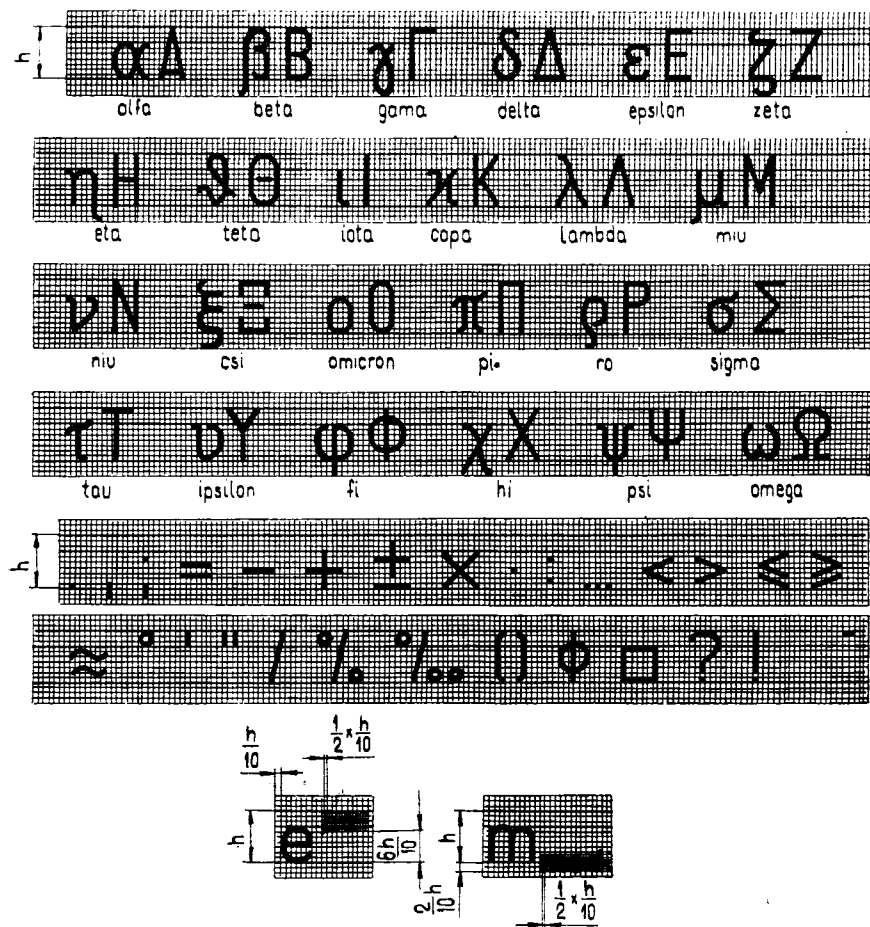 h
αΑ βΒ γΓ δΔ εΕ ζΖ
alfa beta gama delta epsilon zeta
ηΗ ϑΘ ιΙ ϰΚ λΛ μΜ
eta teta iota copa lambda miu
νΝ ξΞ οΟ πΠ ρΡ σΣ
niu csi omicron pi. ro sigma
τΤ υΥ φΦ χΧ ψΨ ωΩ
tau ipsilon fi hi psi omega
h
. , ; = − + ± × · : ... < > ⩽ ⩾
≈ ° ' " / % ‰ ( ) ϕ □ ? ! -
h/10 1/2 × h/10
h e 6h/10 h m
2h/10 1/2 × h/10